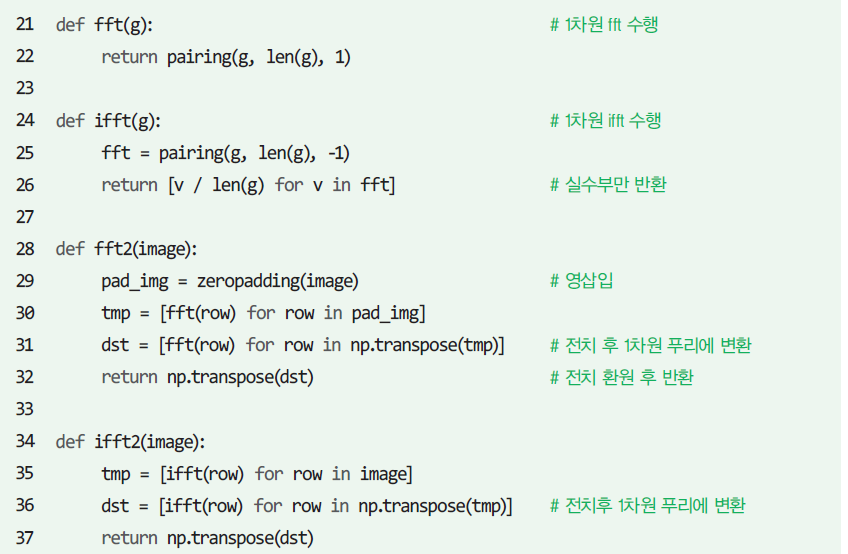 21 def fft(g): # 1차원 fft 수행
22 return pairing(g, len(g), 1)
23
24 def ifft(g): # 1차원 ifft 수행
25 fft = pairing(g, len(g), -1)
26 return [v / len(g) for v in fft] # 실수부만 반환
27
28 def fft2(image):
29 pad_img = zeropadding(image) # 영삽입
30 tmp = [fft(row) for row in pad_img]
31 dst = [fft(row) for row in np.transpose(tmp)] # 전치 후 1차원 푸리에 변환
32 return np.transpose(dst) # 전치 환원 후 반환
33
34 def ifft2(image):
35 tmp = [ifft(row) for row in image]
36 dst = [ifft(row) for row in np.transpose(tmp)] # 전치후 1차원 푸리에 변환
37 return np.transpose(dst)